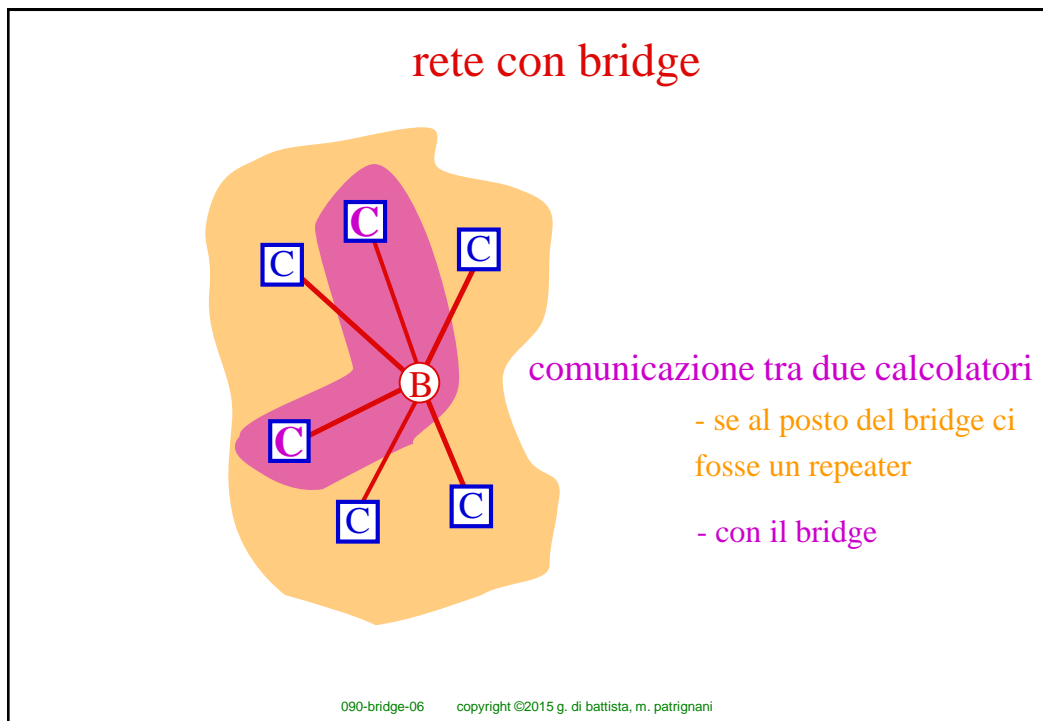 rete con bridge
C
C
C
B
comunicazione tra due calcolatori
- se al posto del bridge ci
fosse un repeater
C
C
C
- con il bridge
090-bridge-06 copyright ©2015 g. di battista, m. patrignani